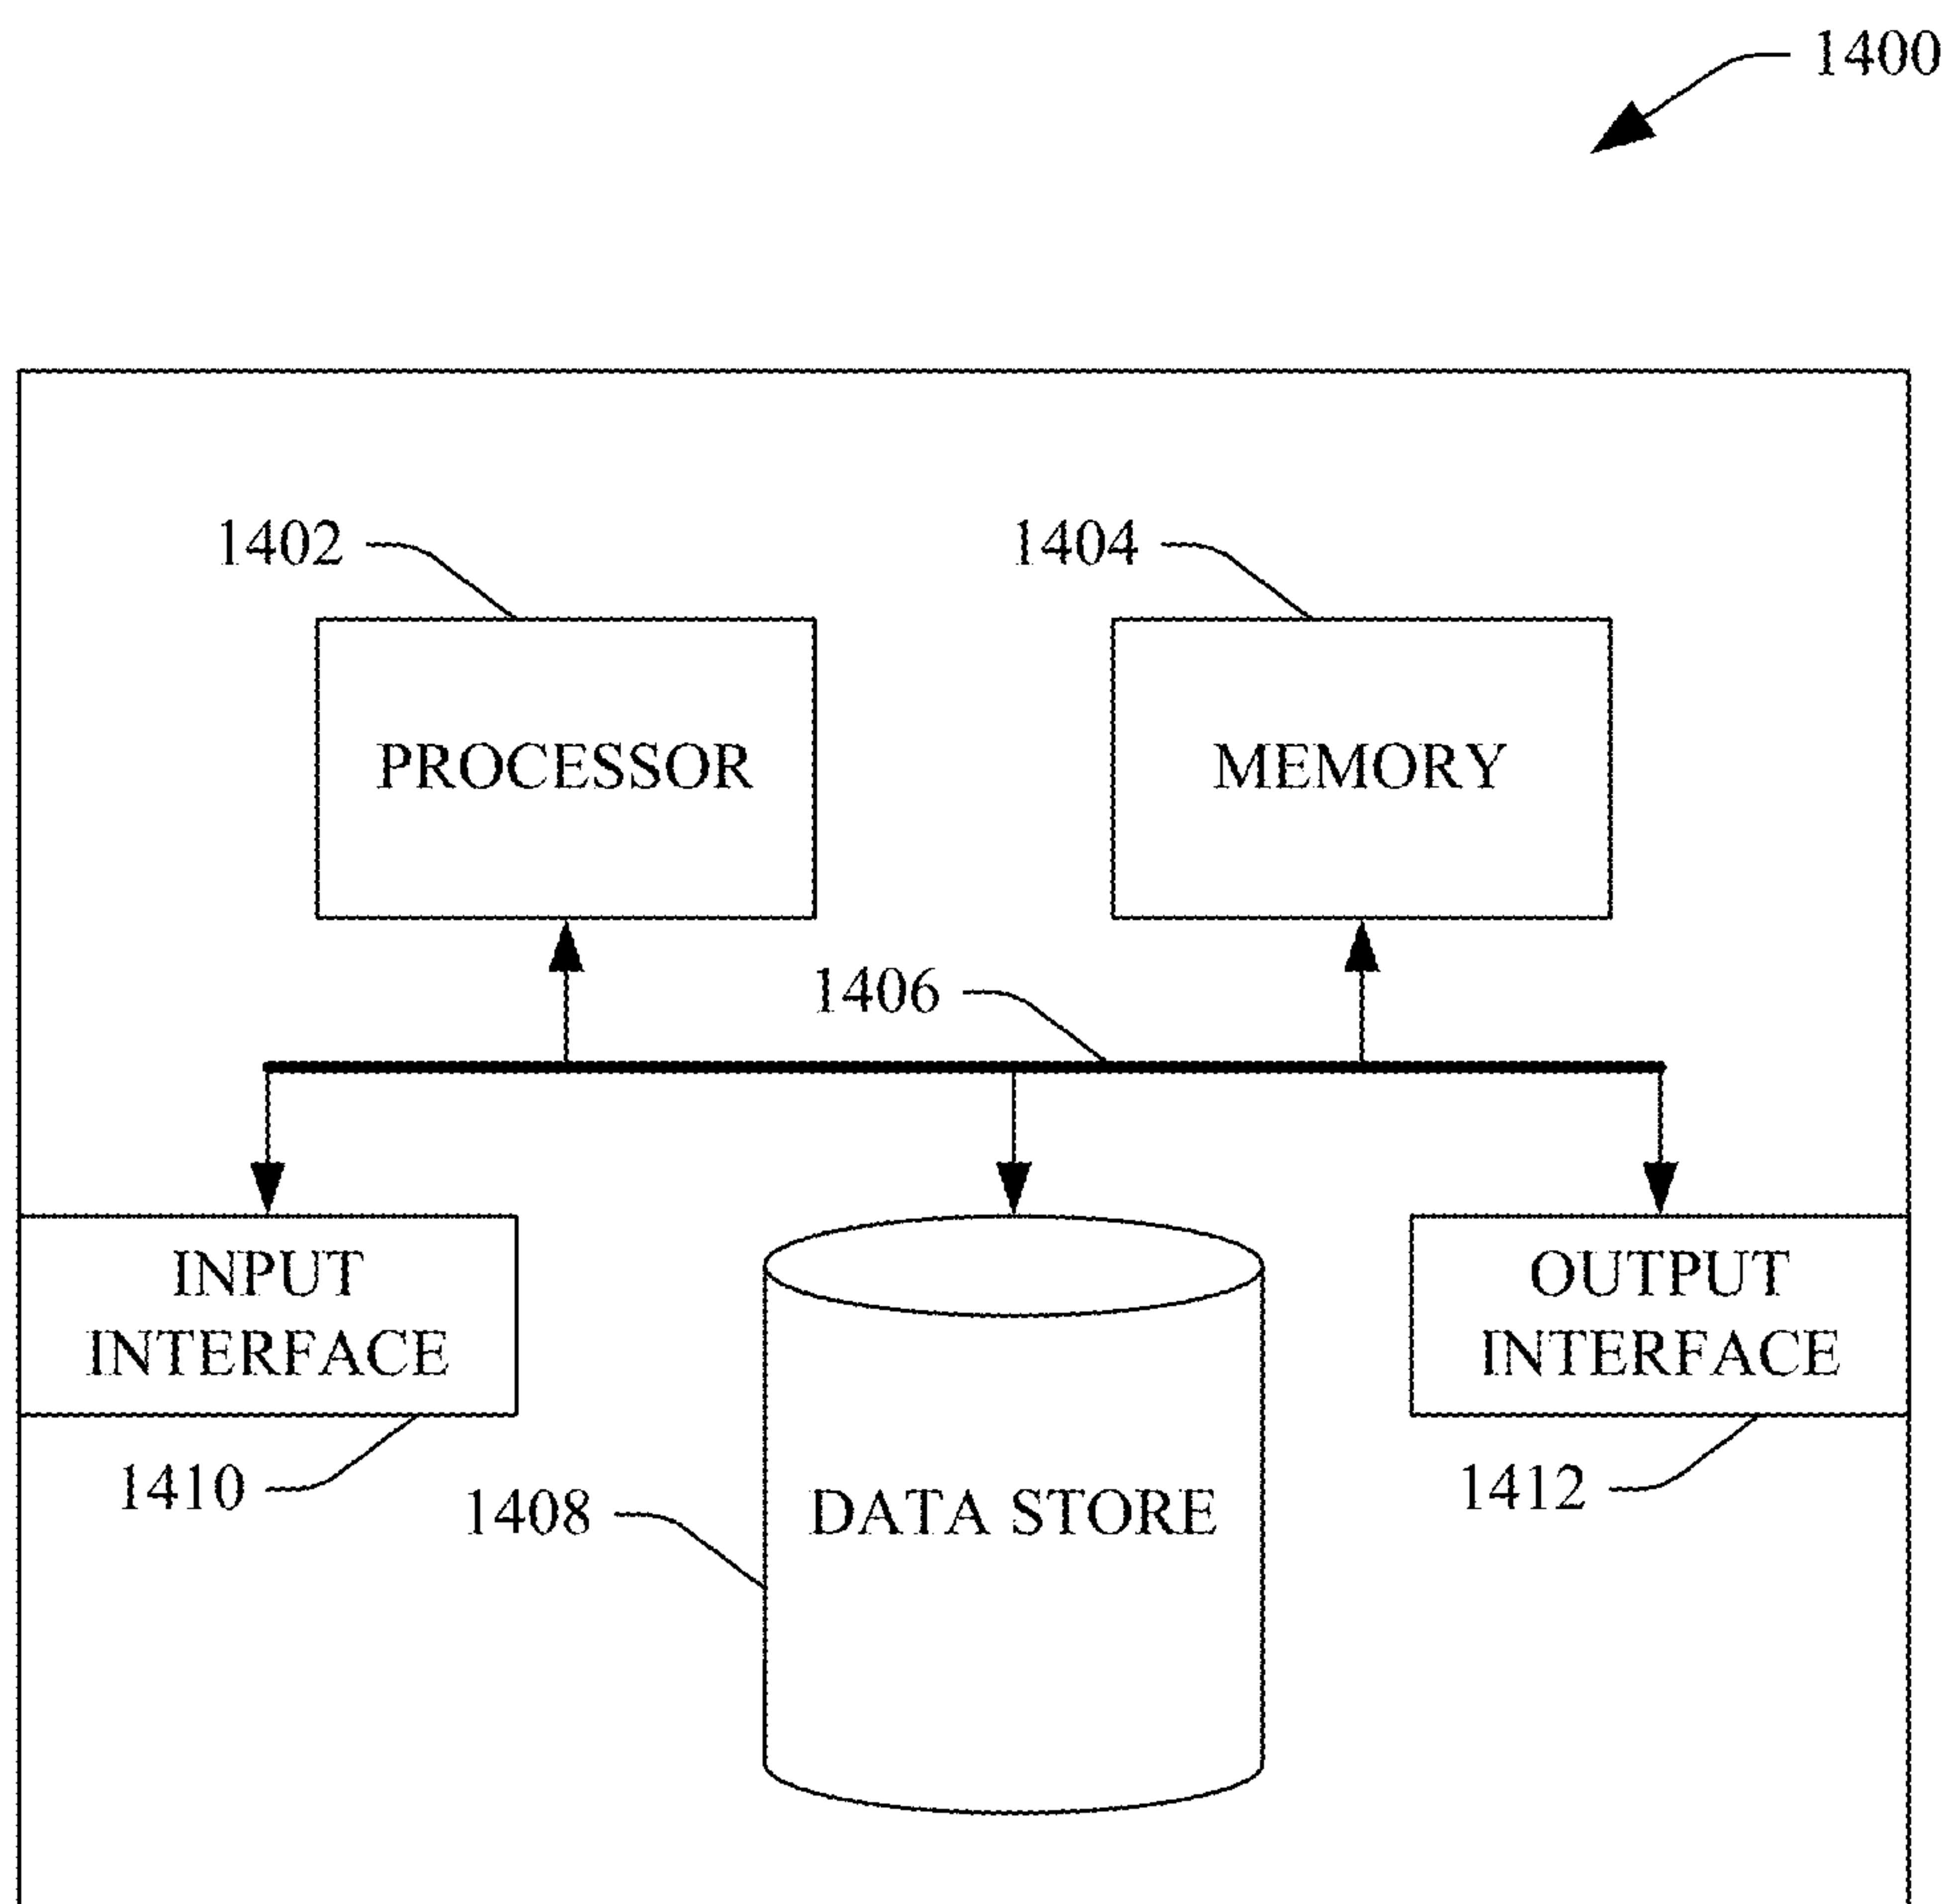 1400
1402
1404
PROCESSOR
MEMORY
1406
INPUT
INTERFACE
OUTPUT
INTERFACE
1410
1408
DATA STORE
1412